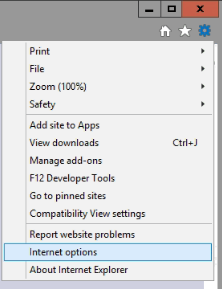 Print
File
Zoom (100%)
Safety
Add site to Apps
View downloads Ctrl+J
Manage add-ons
F12 Developer Tools
Go to pinned sites
Compatibility View settings
Report website problems
Internet options
About Internet Explorer